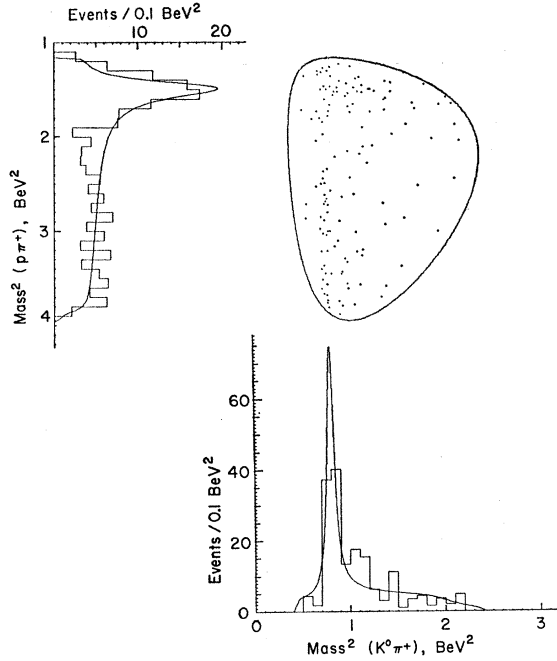 Events / 0.1 BeV²
10 20
1
2
3
4
Mass² (pπ⁺), BeV²
60
40
20
0
Events / 0.1 BeV²
0 1 2 3
Mass² (K⁰π⁺), BeV²